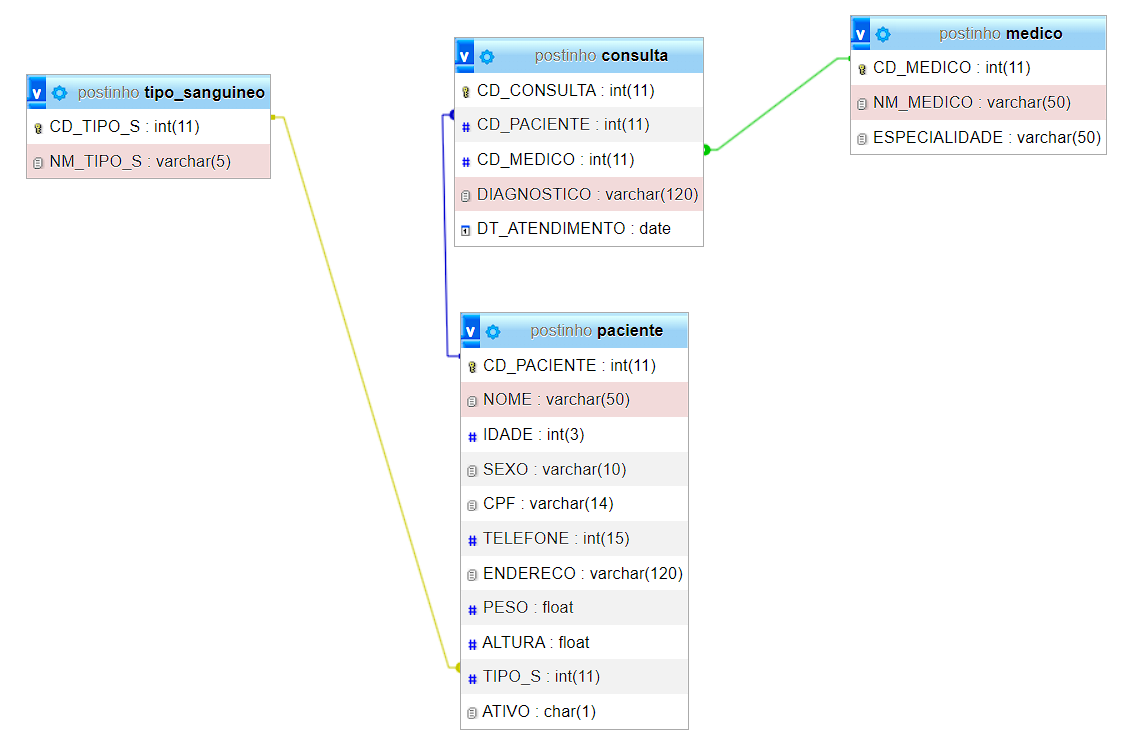 postinho tipo_sanguineo
CD_TIPO_S : int(11)
NM_TIPO_S : varchar(5)
postinho consulta
CD_CONSULTA : int(11)
CD_PACIENTE : int(11)
CD_MEDICO : int(11)
DIAGNOSTICO : varchar(120)
DT_ATENDIMENTO : date
postinho medico
CD_MEDICO : int(11)
NM_MEDICO : varchar(50)
ESPECIALIDADE : varchar(50)
postinho paciente
CD_PACIENTE : int(11)
NOME : varchar(50)
IDADE : int(3)
SEXO : varchar(10)
CPF : varchar(14)
TELEFONE : int(15)
ENDERECO : varchar(120)
PESO : float
ALTURA : float
TIPO_S : int(11)
ATIVO : char(1)